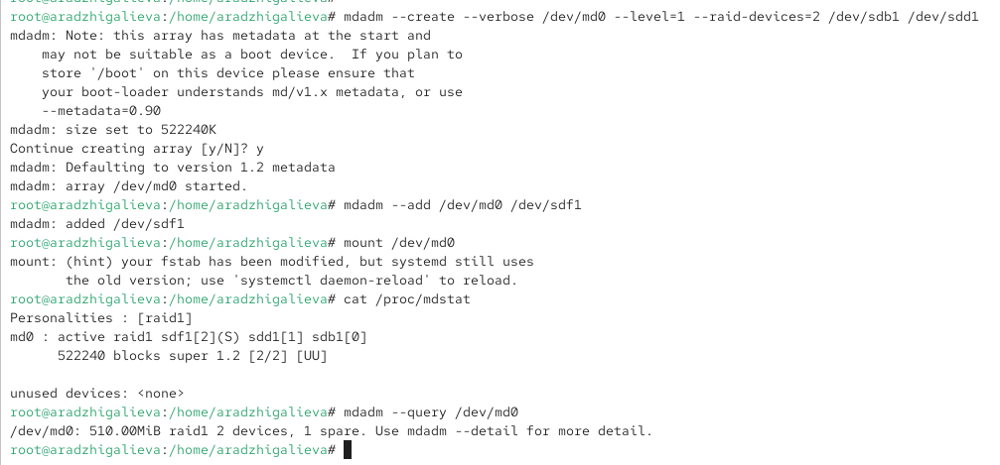 root@aradzhigalieva:/home/aradzhigalieva# mdadm --create --verbose /dev/md0 --level=1 --raid-devices=2 /dev/sdb1 /dev/sdd1
mdadm: Note: this array has metadata at the start and
    may not be suitable as a boot device.  If you plan to
    store '/boot' on this device please ensure that
    your boot-loader understands md/v1.x metadata, or use
    --metadata=0.90
mdadm: size set to 522240K
Continue creating array [y/N]? y
mdadm: Defaulting to version 1.2 metadata
mdadm: array /dev/md0 started.
root@aradzhigalieva:/home/aradzhigalieva# mdadm --add /dev/md0 /dev/sdf1
mdadm: added /dev/sdf1
root@aradzhigalieva:/home/aradzhigalieva# mount /dev/md0
mount: (hint) your fstab has been modified, but systemd still uses
       the old version; use 'systemctl daemon-reload' to reload.
root@aradzhigalieva:/home/aradzhigalieva# cat /proc/mdstat
Personalities : [raid1]
md0 : active raid1 sdf1[2](S) sdd1[1] sdb1[0]
      522240 blocks super 1.2 [2/2] [UU]

unused devices: <none>
root@aradzhigalieva:/home/aradzhigalieva# mdadm --query /dev/md0
/dev/md0: 510.00MiB raid1 2 devices, 1 spare. Use mdadm --detail for more detail.
root@aradzhigalieva:/home/aradzhigalieva#